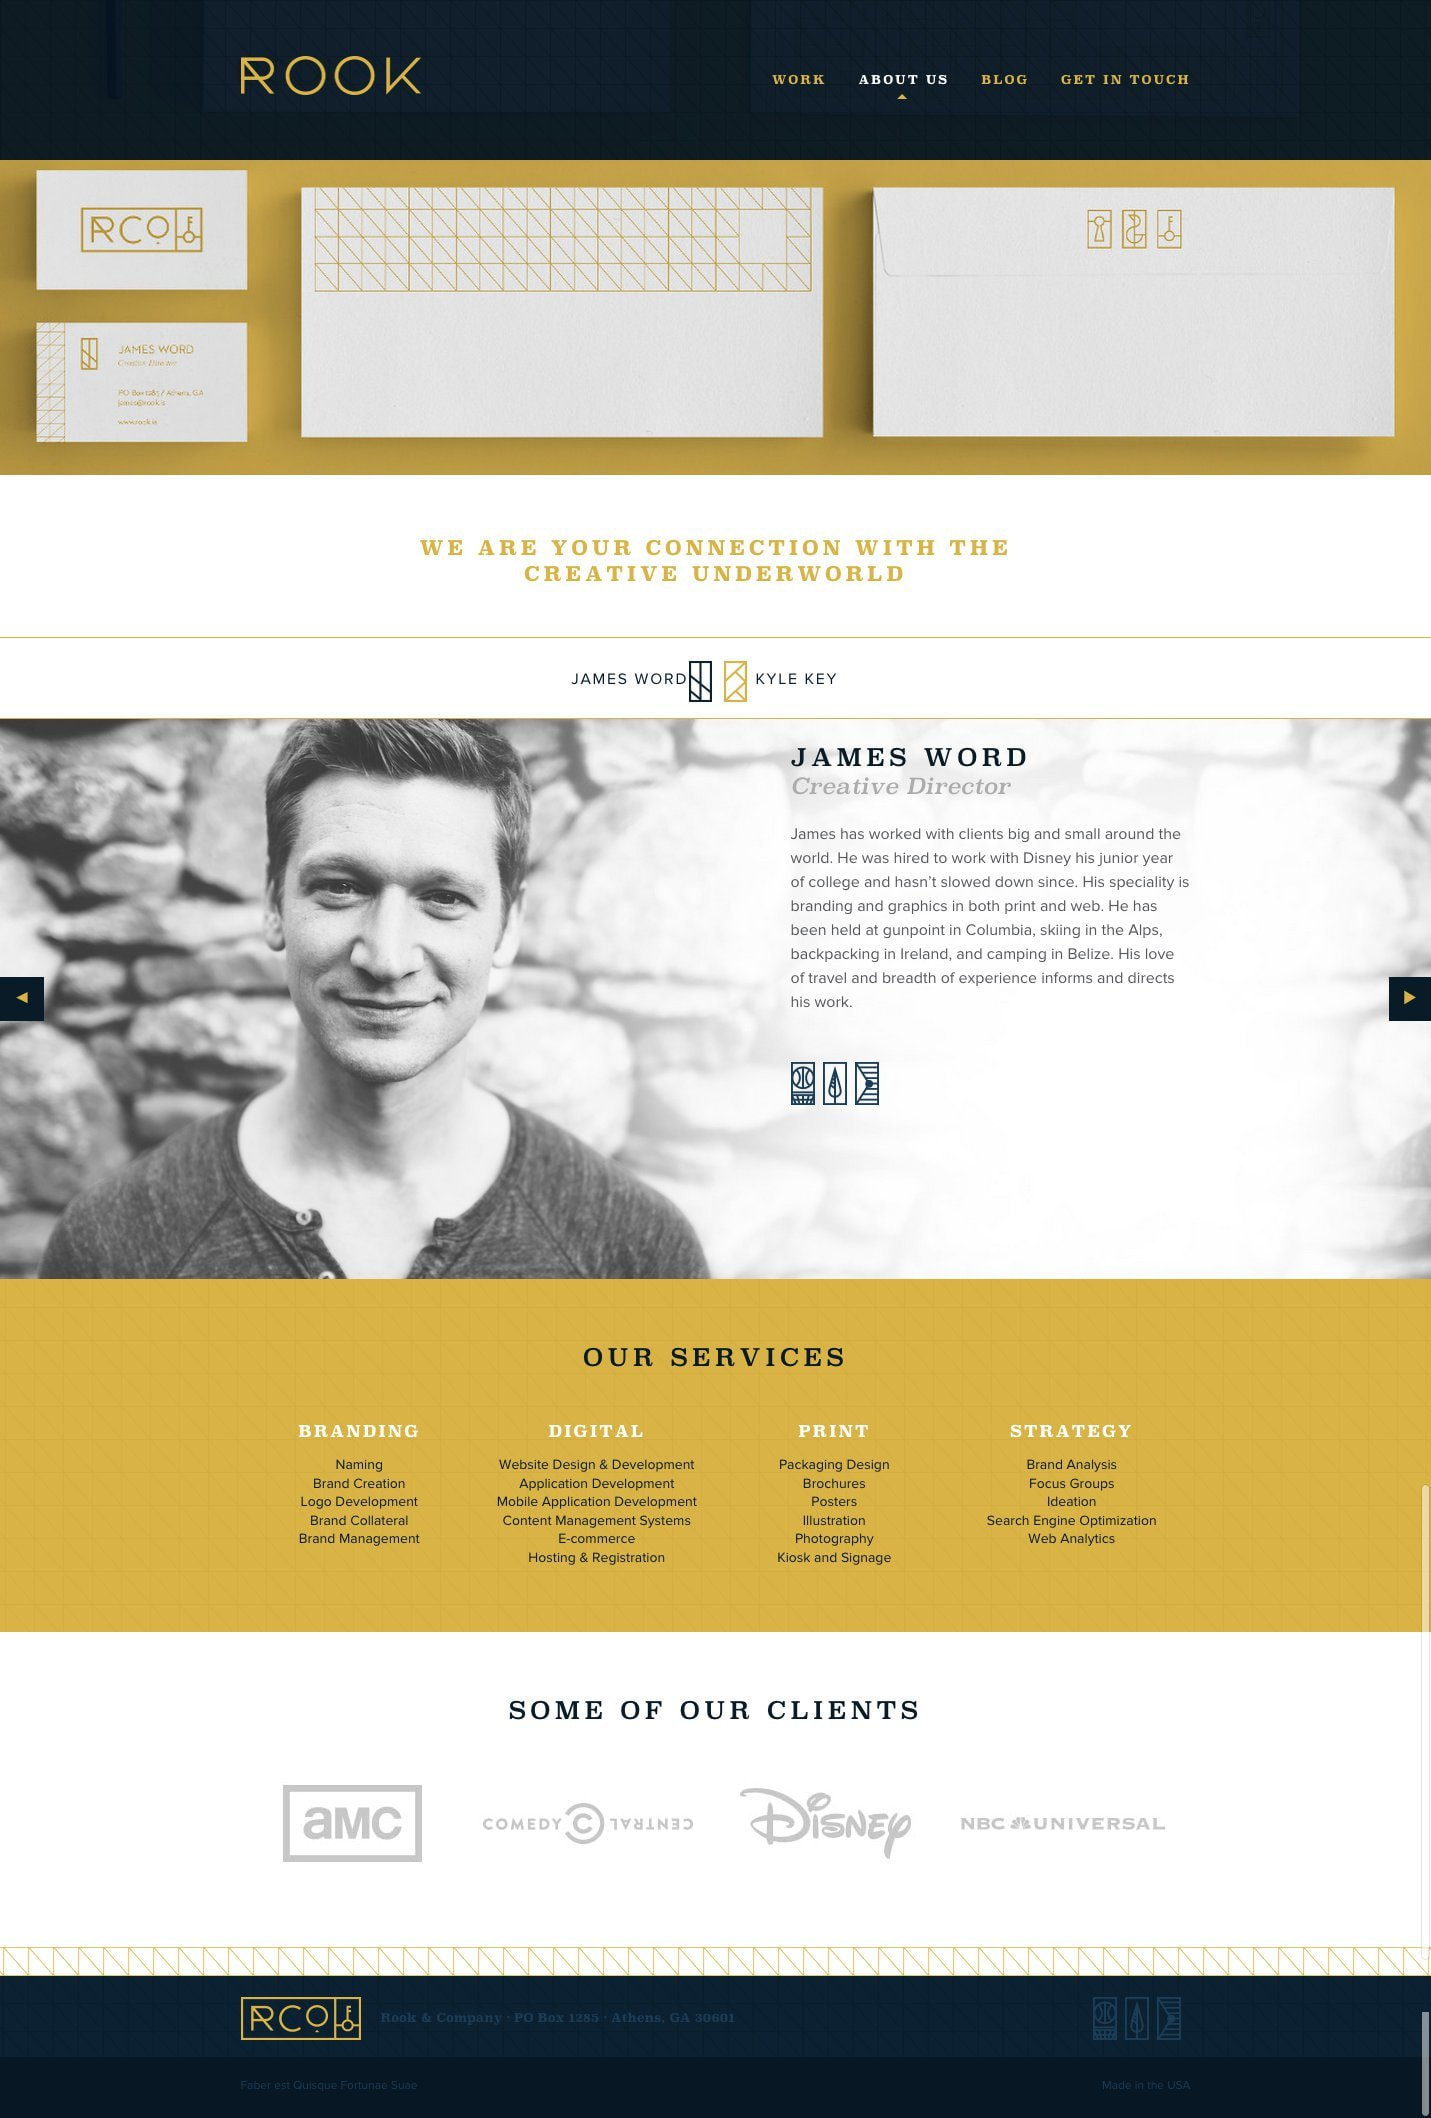 ROOK
WORK ABOUT US BLOG GET IN TOUCH
RCO
JAMES WORD
Creative Director
PO Box 1285 / Athens, GA
james@rook.is
www.rook.is
WE ARE YOUR CONNECTION WITH THE
CREATIVE UNDERWORLD
JAMES WORD KYLE KEY
JAMES WORD
Creative Director
James has worked with clients big and small around the
world. He was hired to work with Disney his junior year
of college and hasn’t slowed down since. His speciality is
branding and graphics in both print and web. He has
been held at gunpoint in Columbia, skiing in the Alps,
backpacking in Ireland, and camping in Belize. His love
of travel and breadth of experience informs and directs
his work.
OUR SERVICES
BRANDING
Naming
Brand Creation
Logo Development
Brand Collateral
Brand Management
DIGITAL
Website Design & Development
Application Development
Mobile Application Development
Content Management Systems
E-commerce
Hosting & Registration
PRINT
Packaging Design
Brochures
Posters
Illustration
Photography
Kiosk and Signage
STRATEGY
Brand Analysis
Focus Groups
Ideation
Search Engine Optimization
Web Analytics
SOME OF OUR CLIENTS
aMC
COMEDY CENTRAL
Disney
NBCUNIVERSAL
RCO
Rook & Company · PO Box 1285 · Athens, GA 30601
Faber est Quisque Fortunae Suae
Made in the USA